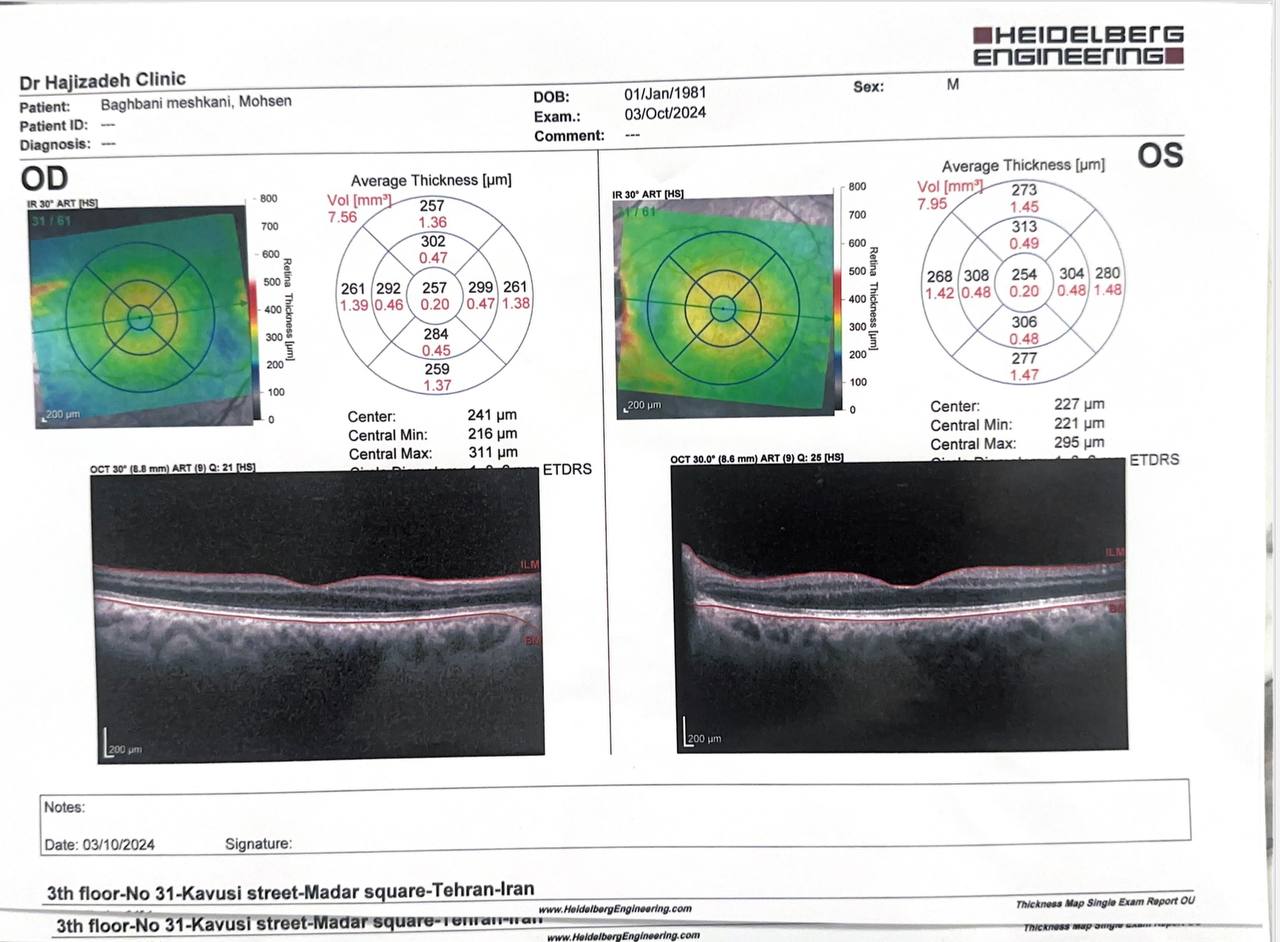 HEIDELBERG
ENGINEERING
Dr Hajizadeh Clinic
Patient: Baghbani meshkani, Mohsen
Patient ID: ---
Diagnosis: ---
DOB: 01/Jan/1981
Exam.: 03/Oct/2024
Comment: ---
Sex: M
OD
IR 30° ART [HS]
31 / 61
200 µm
800
700
600
500
400
300
200
100
0
Retina Thickness [µm]
Average Thickness [µm]
Vol [mm³]
7.56
257
1.36
302
0.47
261 292 257 299 261
1.39 0.46 0.20 0.47 1.38
284
0.45
259
1.37
Center: 241 µm
Central Min: 216 µm
Central Max: 311 µm
ETDRS
OCT 30° (8.8 mm) ART (9) Q: 21 [HS]
ILM
200 µm
OS
IR 30° ART [HS]
31 / 61
200 µm
800
700
600
500
400
300
200
100
0
Retina Thickness [µm]
Average Thickness [µm]
Vol [mm³]
7.95
273
1.45
313
0.49
268 308 254 304 280
1.42 0.48 0.20 0.48 1.48
306
0.48
277
1.47
Center: 227 µm
Central Min: 221 µm
Central Max: 295 µm
ETDRS
OCT 30.0° (8.6 mm) ART (9) Q: 25 [HS]
ILM
200 µm
Notes:
Date: 03/10/2024 Signature:
3th floor-No 31-Kavusi street-Madar square-Tehran-Iran
www.HeidelbergEngineering.com
Thickness Map Single Exam Report OU
3th floor-No 31-Kavusi street-Madar square-Tehran-Iran
www.HeidelbergEngineering.com
Thickness Map Single Exam Report